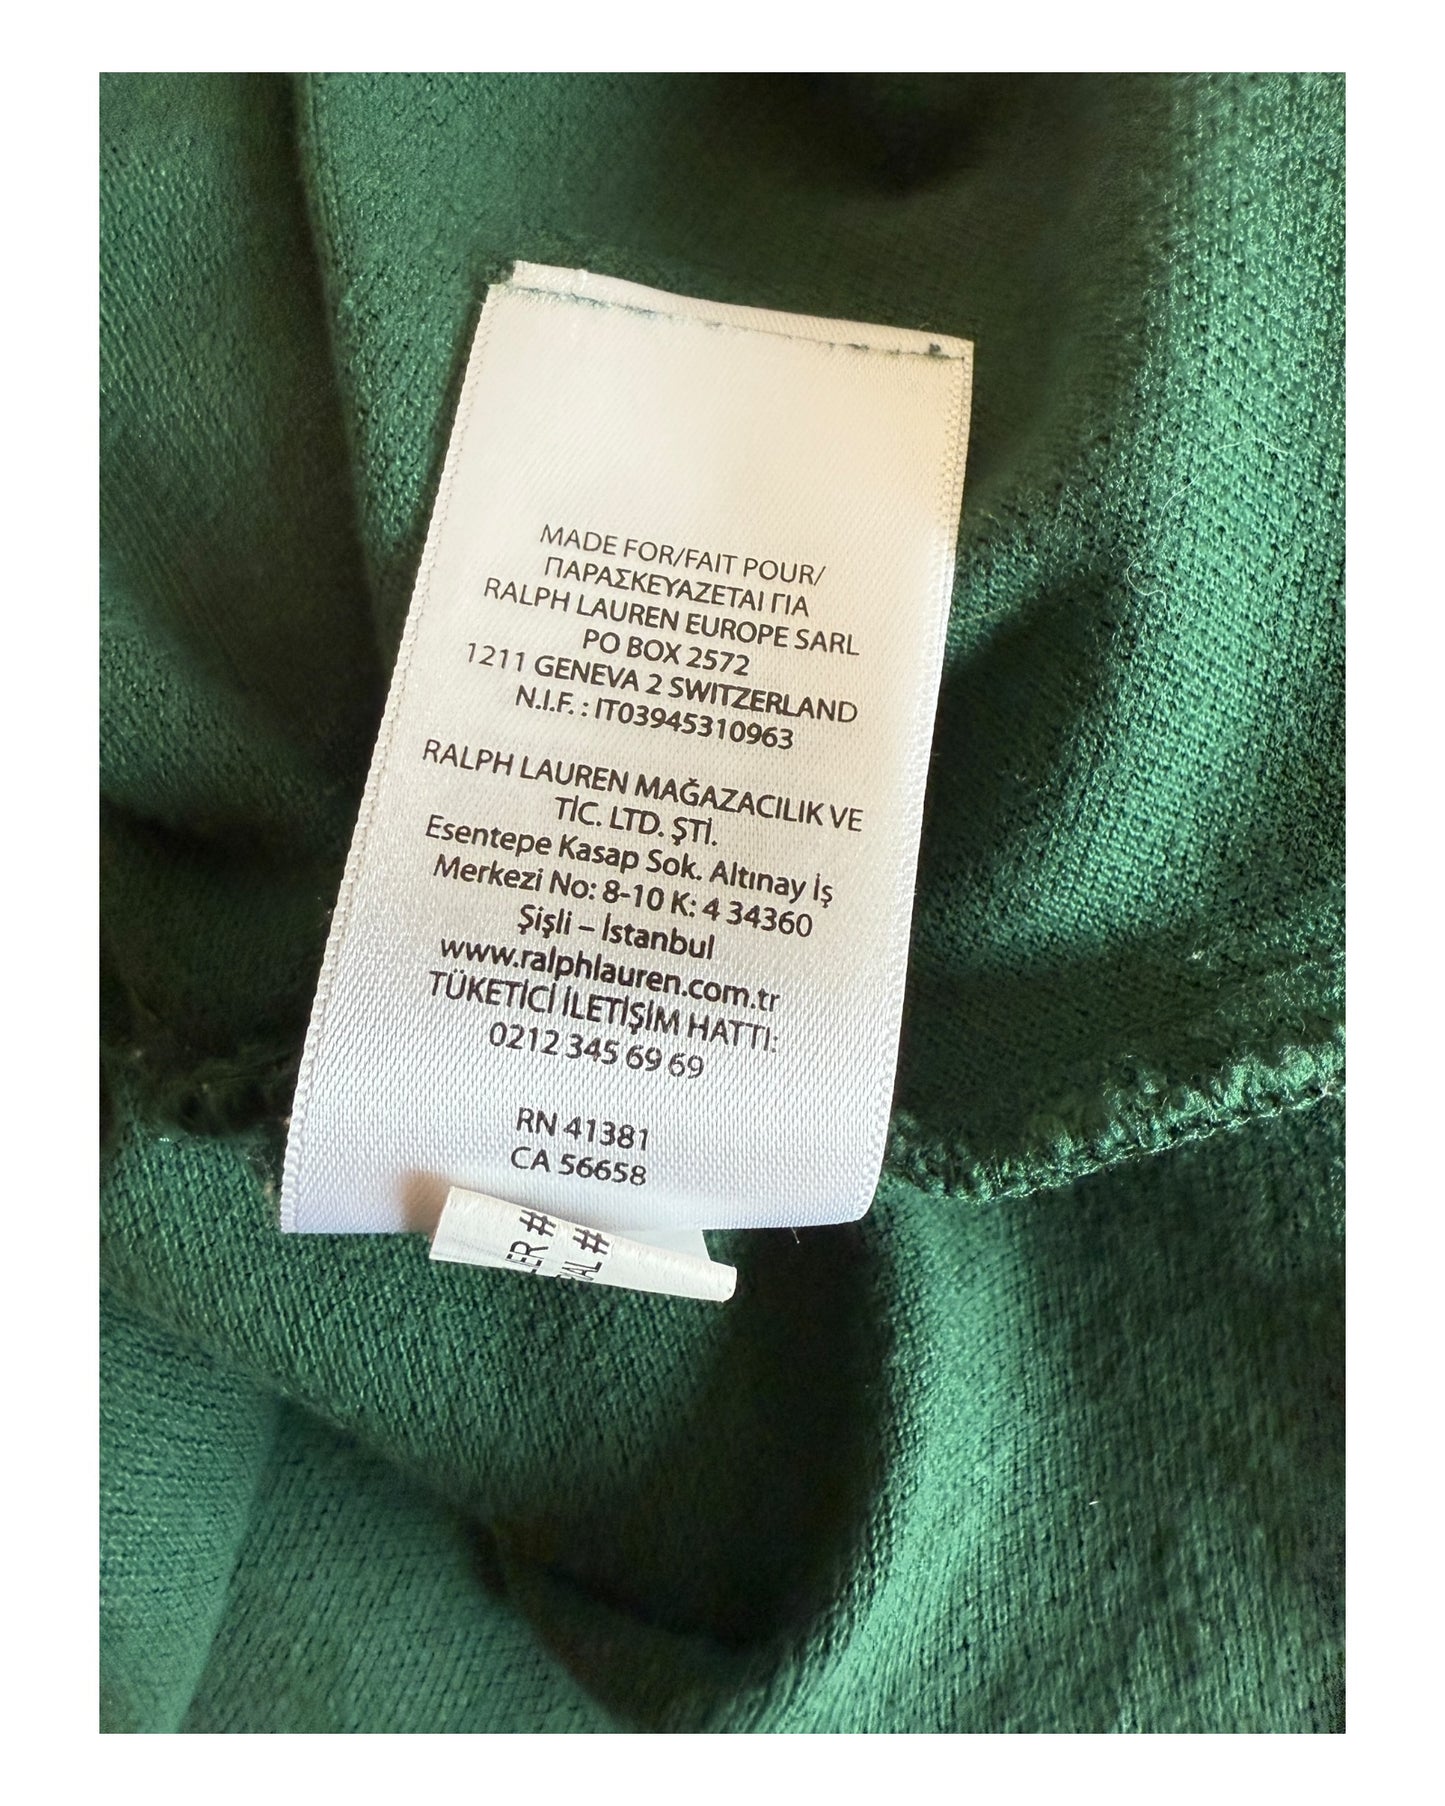 MADE FOR/FAIT POUR/
ΠΑΡΑΣΚΕΥΑΖΕΤΑΙ ΓΙΑ
RALPH LAUREN EUROPE SARL
PO BOX 2572
1211 GENEVA 2 SWITZERLAND
N.I.F. : IT03945310963
RALPH LAUREN MAĞAZACILIK VE
TİC. LTD. ŞTİ.
Esentepe Kasap Sok. Altınay İş
Merkezi No: 8-10 K: 4 34360
Şişli – İstanbul
www.ralphlauren.com.tr
TÜKETİCİ İLETİŞİM HATTI:
0212 345 69 69
RN 41381
CA 56658